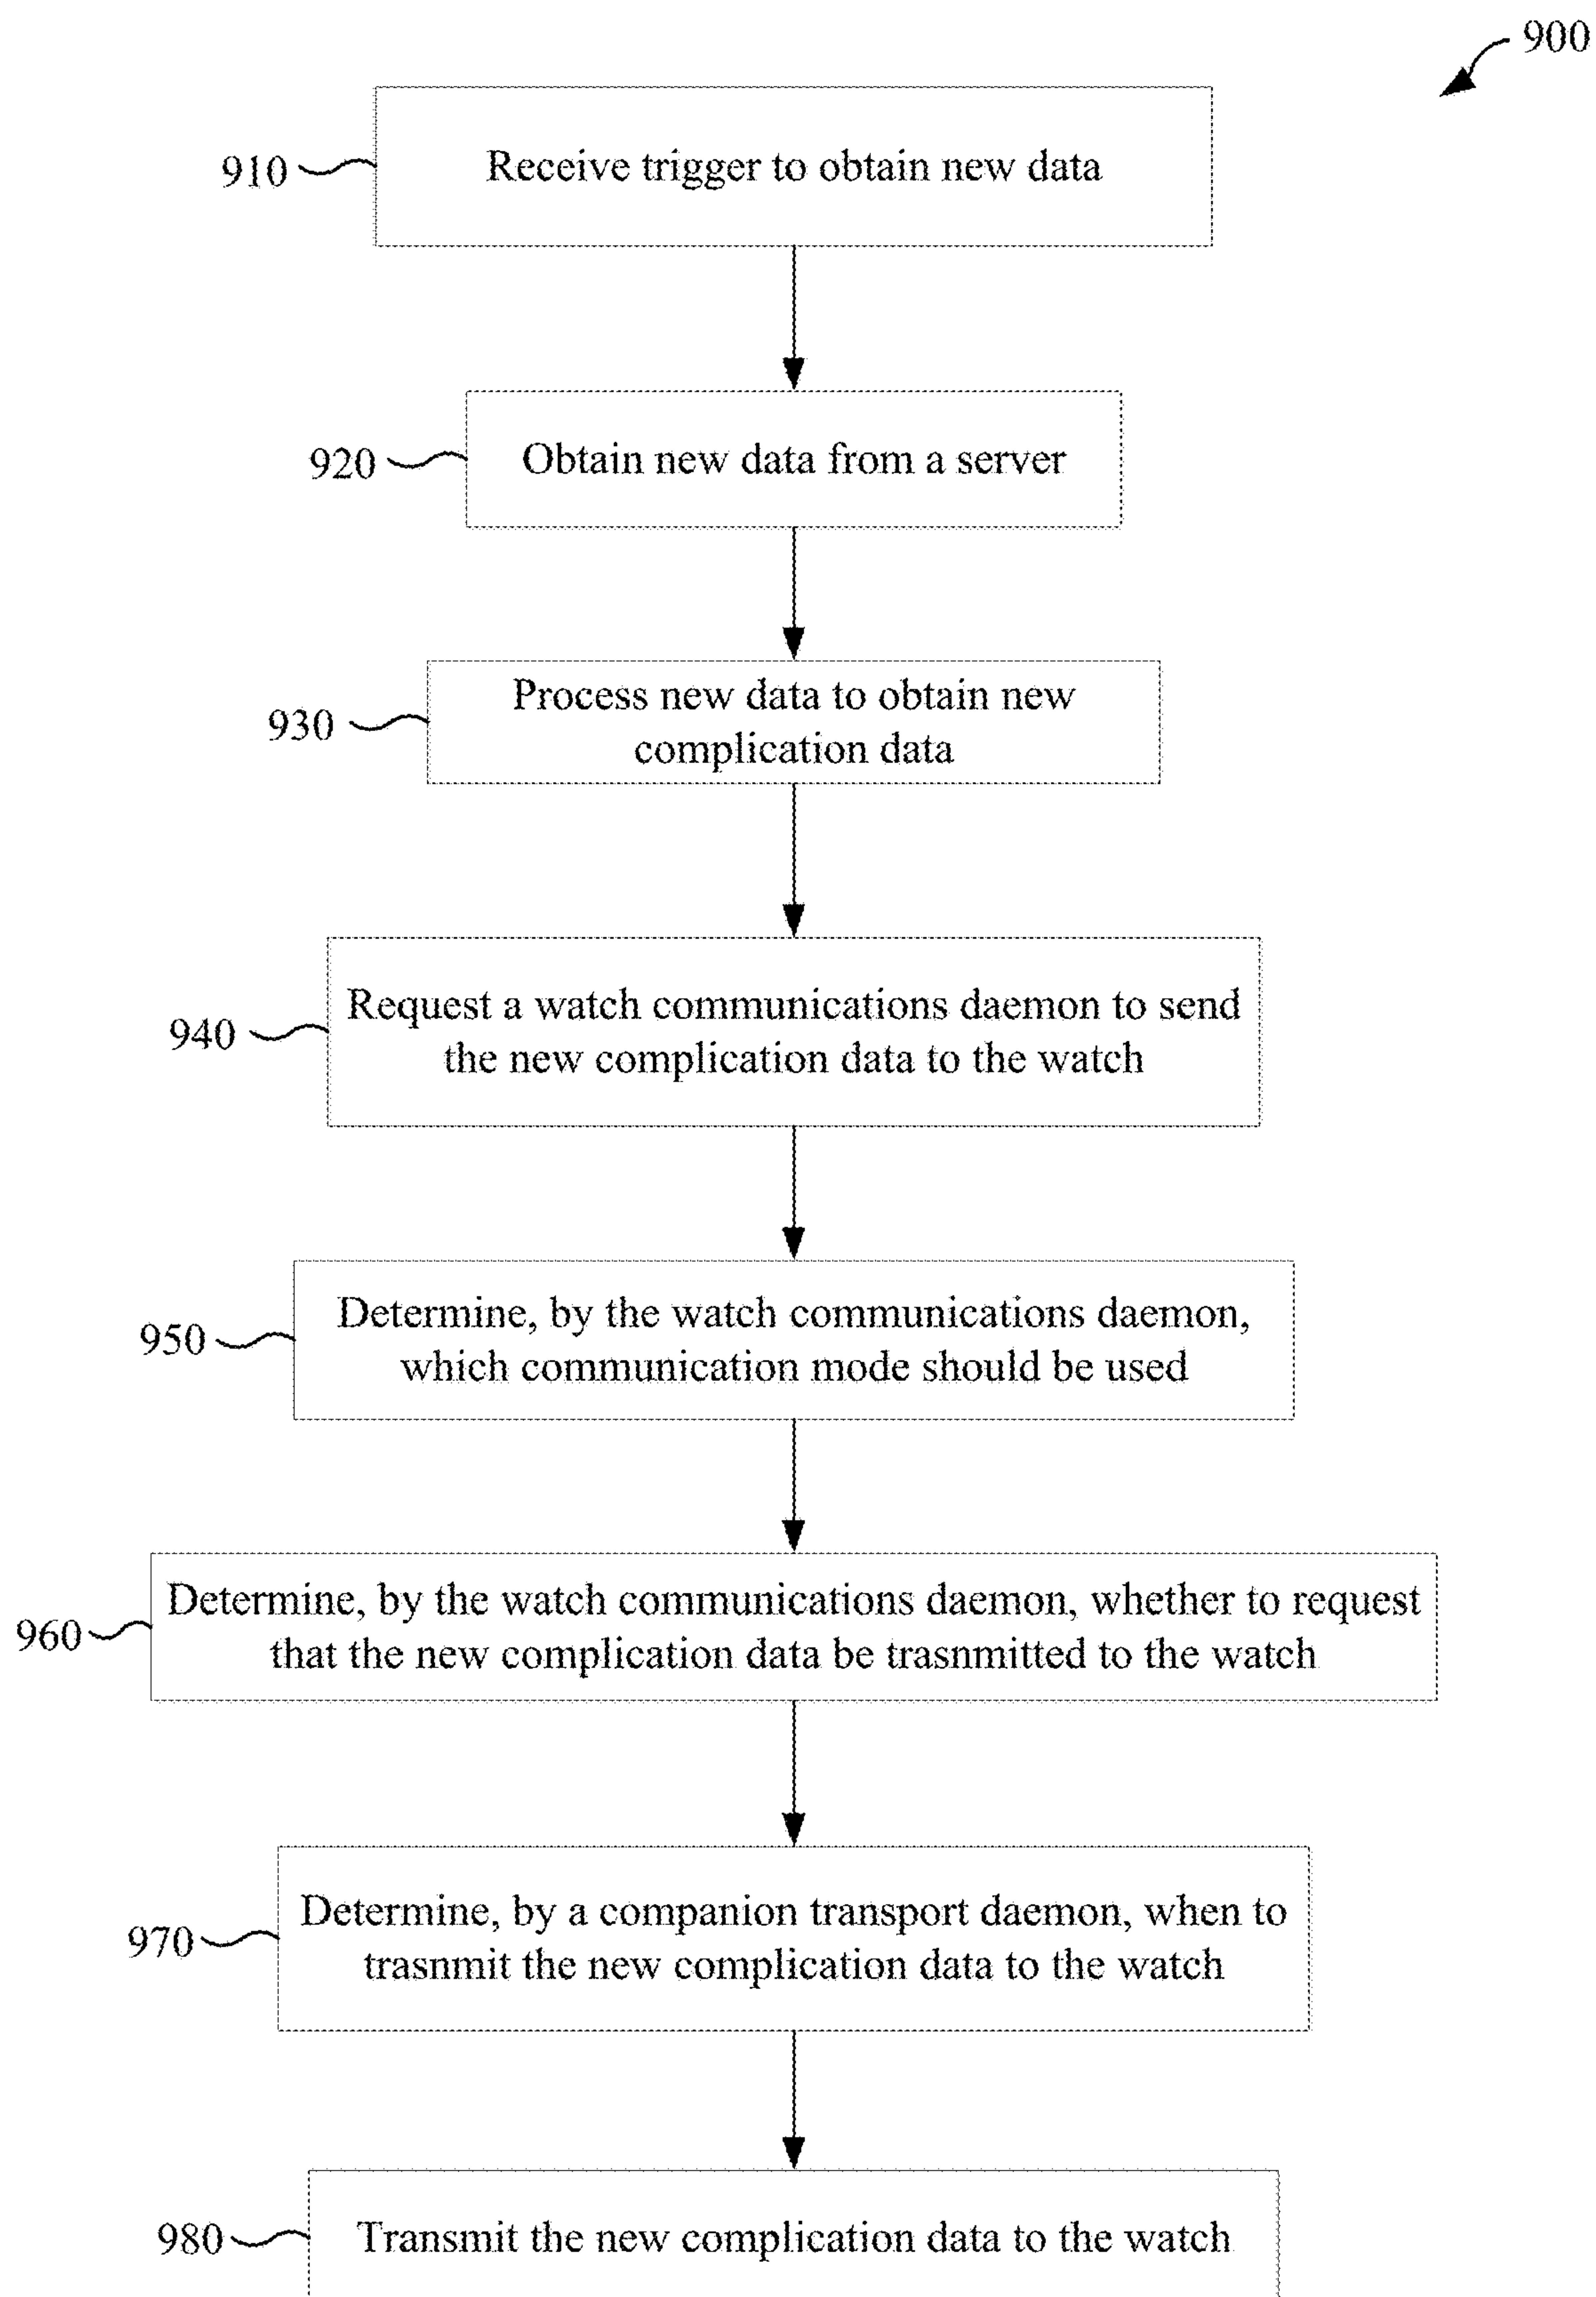 900
910
Receive trigger to obtain new data
920
Obtain new data from a server
930
Process new data to obtain new
complication data
940
Request a watch communications daemon to send
the new complication data to the watch
950
Determine, by the watch communications daemon,
which communication mode should be used
960
Determine, by the watch communications daemon, whether to request
that the new complication data be trasnmitted to the watch
970
Determine, by a companion transport daemon, when to
trasnmit the new complication data to the watch
980
Transmit the new complication data to the watch